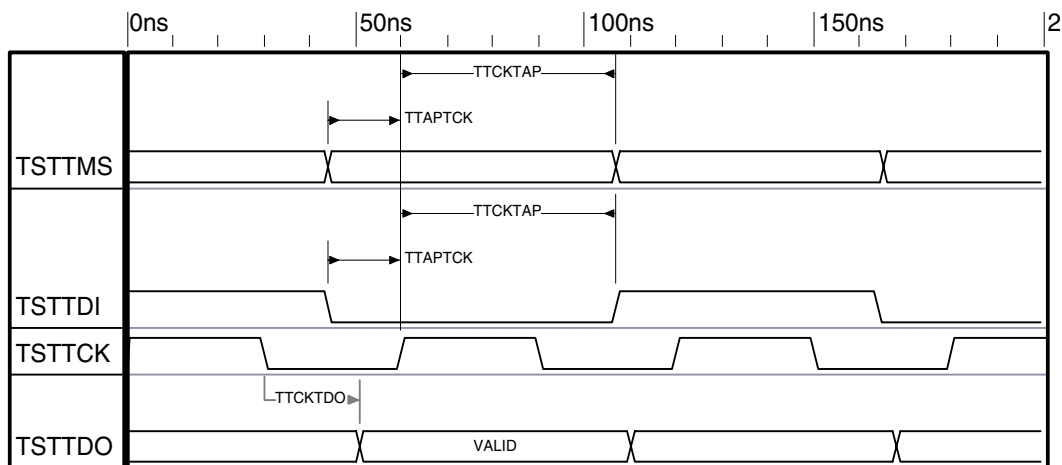 0ns 50ns 100ns 150ns 2
TTCKTAP
TTAPTCK
TSTTMS
TTCKTAP
TTAPTCK
TSTTDI
TSTTCK
TTCKTDO
TSTTDO VALID